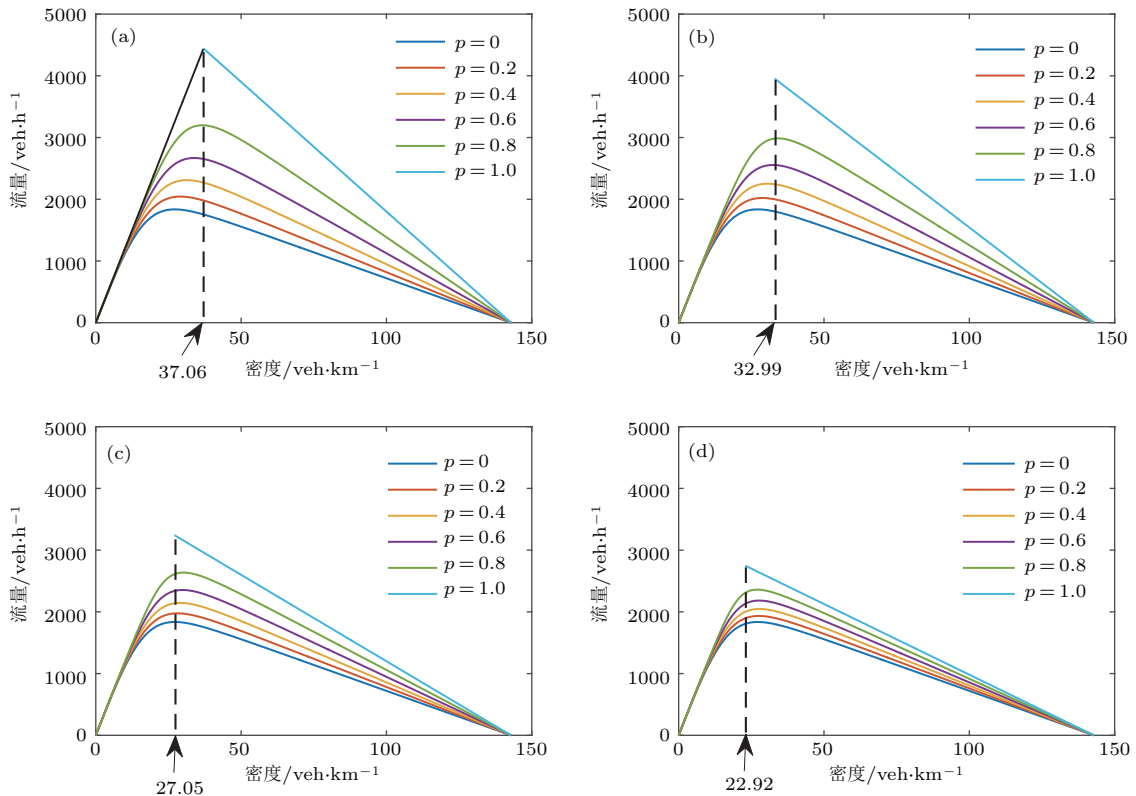 (a)
5000
4000
3000
2000
1000
0
流量/veh·h⁻¹
p = 0
p = 0.2
p = 0.4
p = 0.6
p = 0.8
p = 1.0
0
50
100
150
37.06
密度/veh·km⁻¹
(b)
5000
4000
3000
2000
1000
0
流量/veh·h⁻¹
p = 0
p = 0.2
p = 0.4
p = 0.6
p = 0.8
p = 1.0
0
50
100
150
32.99
密度/veh·km⁻¹
(c)
5000
4000
3000
2000
1000
0
流量/veh·h⁻¹
p = 0
p = 0.2
p = 0.4
p = 0.6
p = 0.8
p = 1.0
0
50
100
150
密度/veh·km⁻¹
27.05
(d)
5000
4000
3000
2000
1000
0
流量/veh·h⁻¹
p = 0
p = 0.2
p = 0.4
p = 0.6
p = 0.8
p = 1.0
0
50
100
150
密度/veh·km⁻¹
22.92